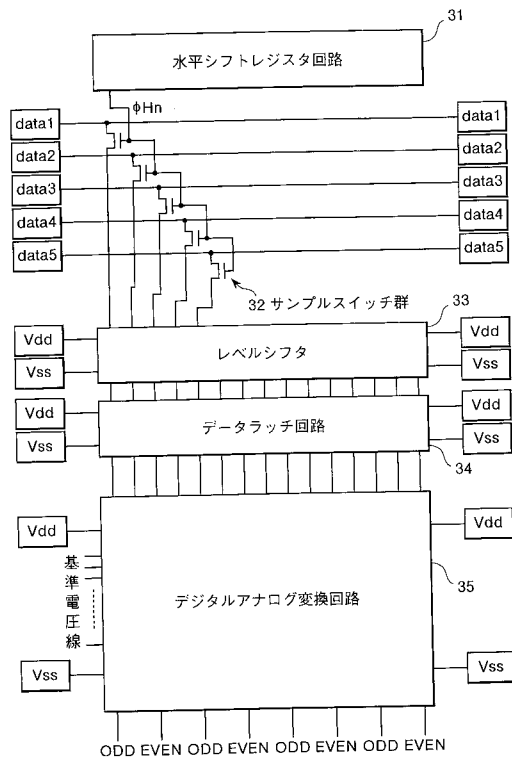 31
水平シフトレジスタ回路
φHn
data1 data1
data2 data2
data3 data3
data4 data4
data5 data5
32 サンプルスイッチ群
33
Vdd レベルシフタ Vdd
Vss Vss
Vdd データラッチ回路 Vdd
Vss Vss
34
Vdd Vdd
基準電圧線
デジタルアナログ変換回路
35
Vss Vss
ODD EVEN ODD EVEN ODD EVEN ODD EVEN